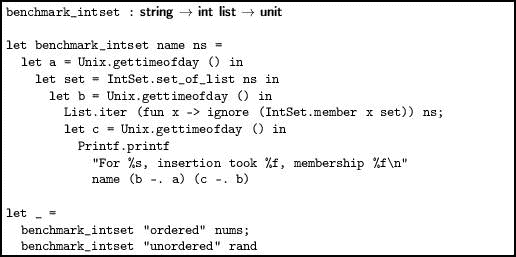 benchmark_intset : string → int list → unit

let benchmark_intset name ns =
  let a = Unix.gettimeofday () in
    let set = IntSet.set_of_list ns in
      let b = Unix.gettimeofday () in
        List.iter (fun x -> ignore (IntSet.member x set)) ns;
        let c = Unix.gettimeofday () in
          Printf.printf
            "For %s, insertion took %f, membership %f\n"
            name (b -. a) (c -. b)

let _ =
  benchmark_intset "ordered" nums;
  benchmark_intset "unordered" rand